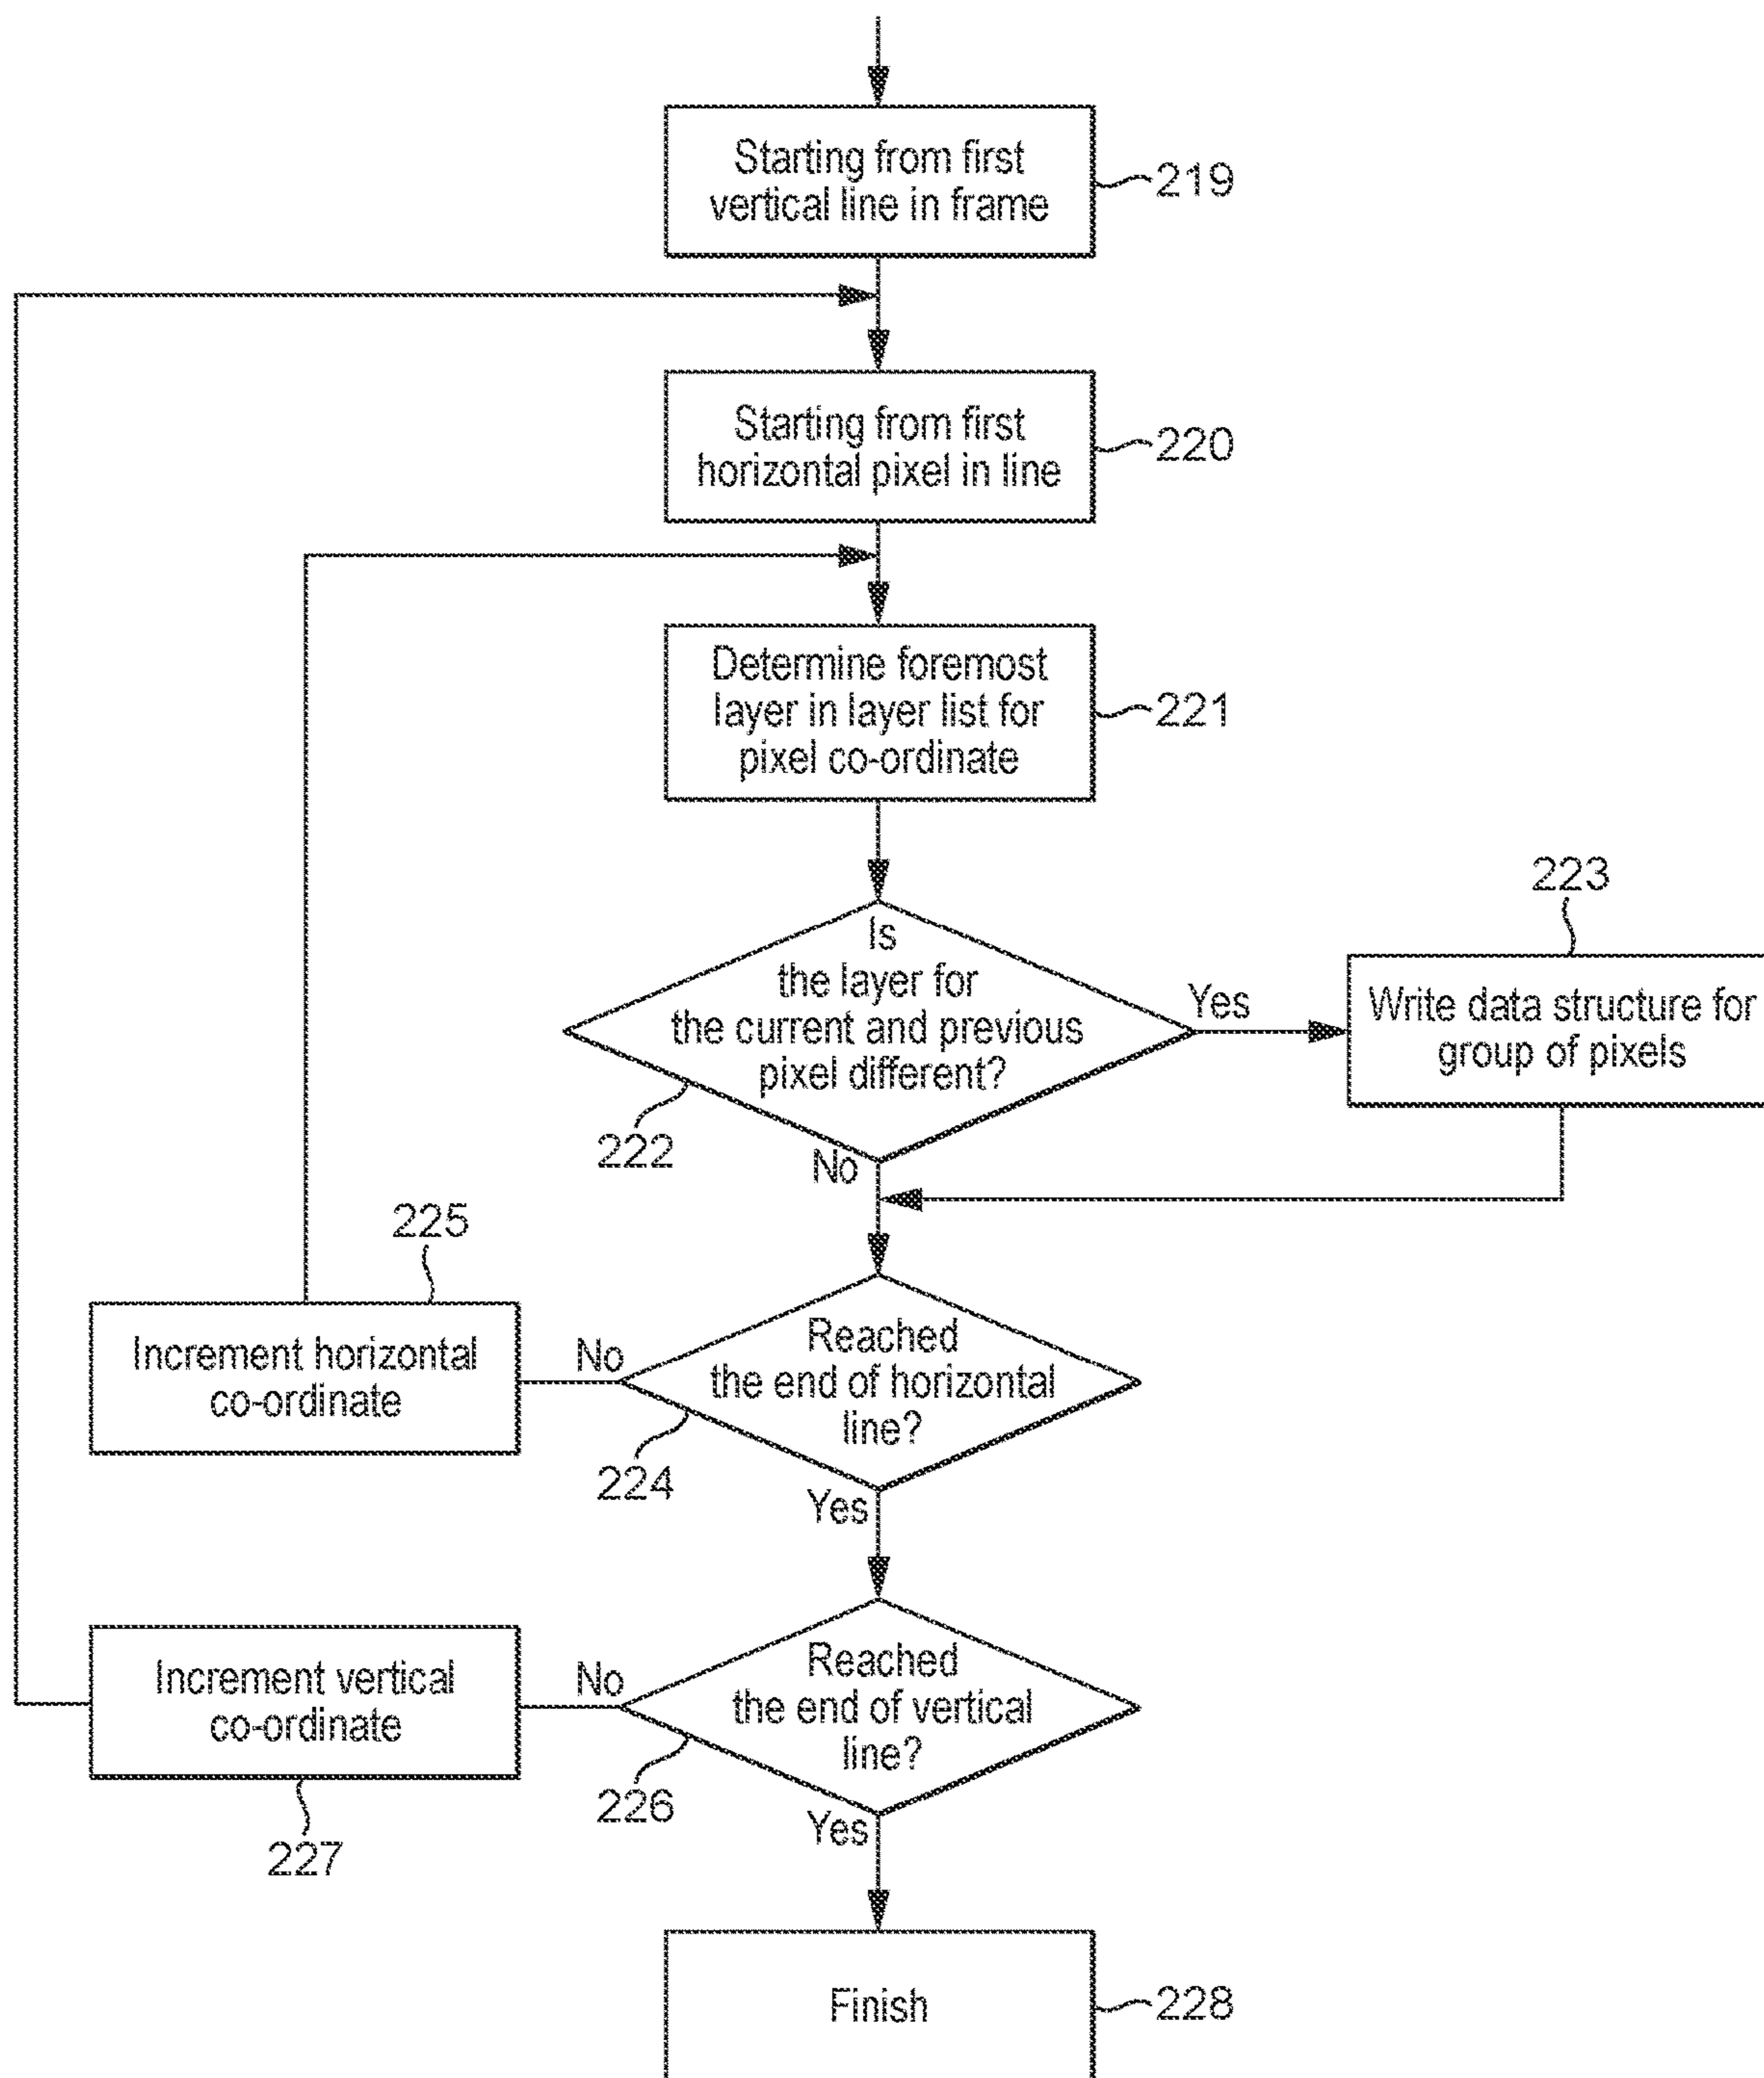 Starting from first
vertical line in frame
219
Starting from first
horizontal pixel in line
220
Determine foremost
layer in layer list for
pixel co-ordinate
221
Is
the layer for
the current and previous
pixel different?
222
Yes
No
223
Write data structure for
group of pixels
225
Increment horizontal
co-ordinate
No
Reached
the end of horizontal
line?
224
Yes
Increment vertical
co-ordinate
227
No
Reached
the end of vertical
line?
226
Yes
Finish
228